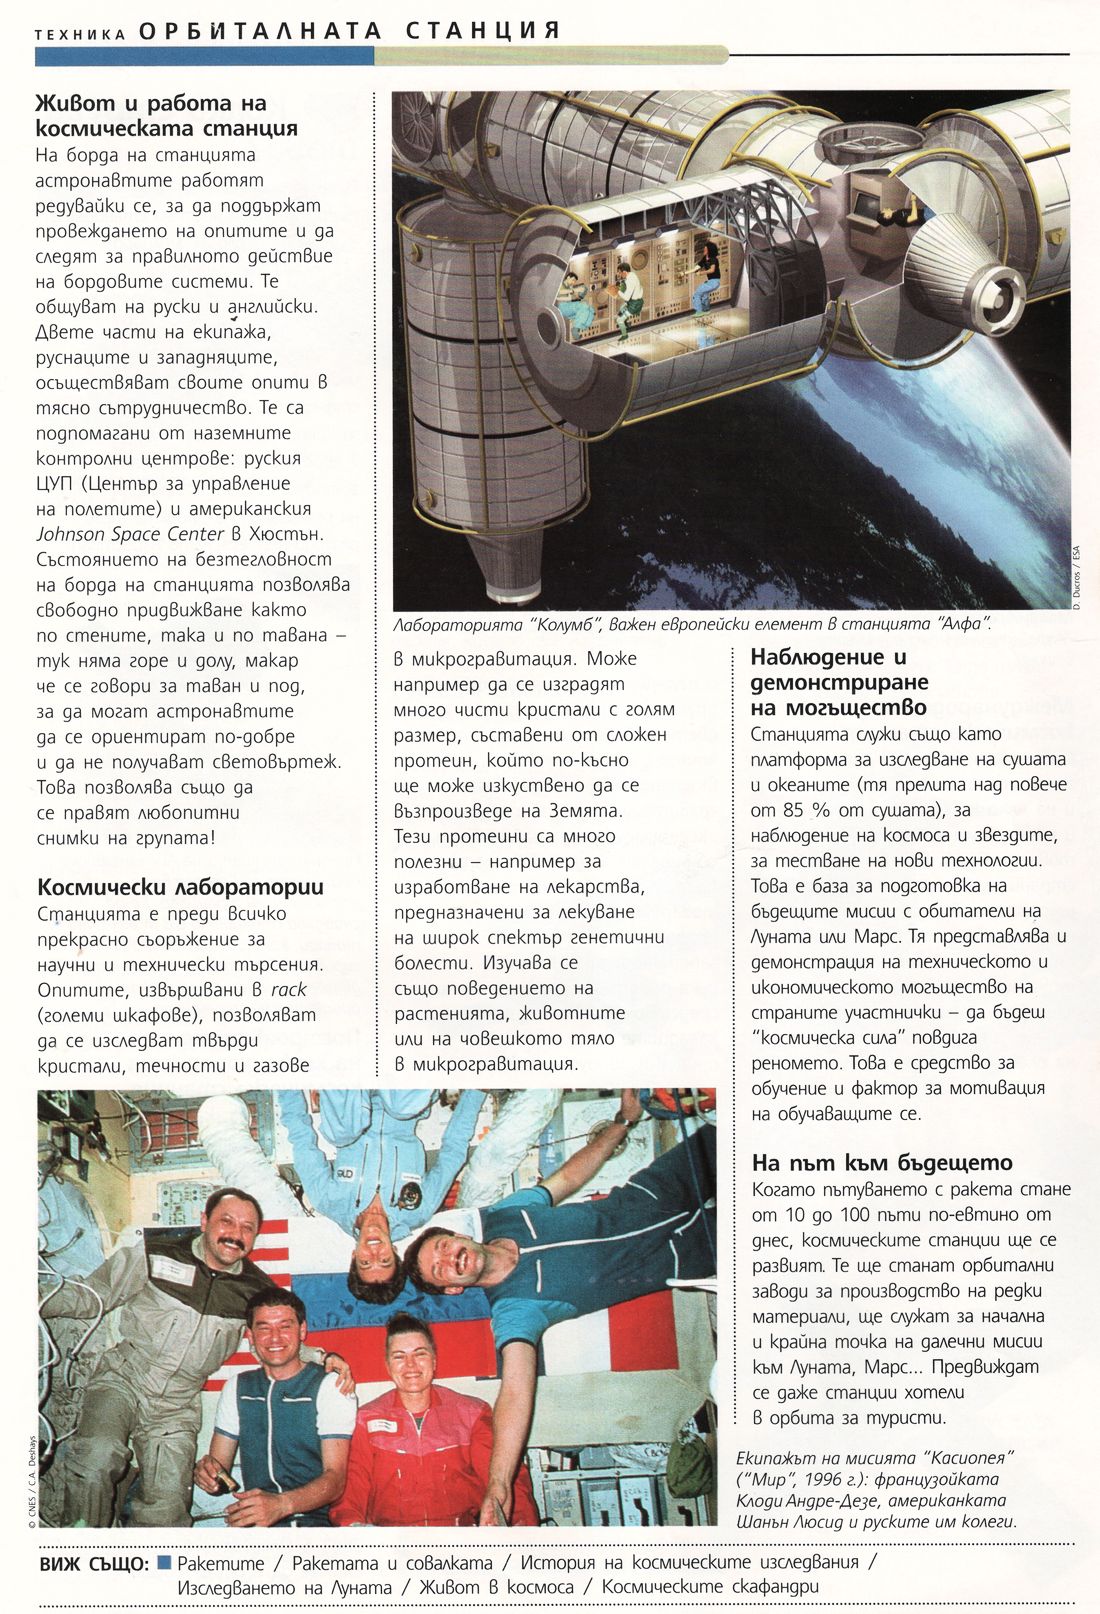 ТЕХНИКА ОРБИТАЛНАТА СТАНЦИЯ
Живот и работа на
космическата станция
На борда на станцията
астронавтите работят
редувайки се, за да поддържат
провеждането на опитите и да
следят за правилното действие
на бордовите системи. Те
общуват на руски и английски.
Двете части на екипажа,
руснаците и западняците,
осъществяват своите опити в
тясно сътрудничество. Те са
подпомагани от наземните
контролни центрове: руския
ЦУП (Център за управление
на полетите) и американския
Johnson Space Center в Хюстън.
Състоянието на безтегловност
на борда на станцията позволява
свободно придвижване както
по стените, така и по тавана –
тук няма горе и долу, макар
че се говори за таван и под,
за да могат астронавтите
да се ориентират по-добре
и да не получават световъртеж.
Това позволява също да
се правят любопитни
снимки на групата!
Космически лаборатории
Станцията е преди всичко
прекрасно съоръжение за
научни и технически търсения.
Опитите, извършвани в rack
(големи шкафове), позволяват
да се изследват твърди
кристали, течности и газове
D. Ducros / ESA
Лабораторията "Колумб", важен европейски елемент в станцията "Алфа".
в микрогравитация. Може
например да се изградят
много чисти кристали с голям
размер, съставени от сложен
протеин, който по-късно
ще може изкуствено да се
възпроизведе на Земята.
Тези протеини са много
полезни – например за
изработване на лекарства,
предназначени за лекуване
на широк спектър генетични
болести. Изучава се
също поведението на
растенията, животните
или на човешкото тяло
в микрогравитация.
Наблюдение и
демонстриране
на могъщество
Станцията служи също като
платформа за изследване на сушата
и океаните (тя прелита над повече
от 85 % от сушата), за
наблюдение на космоса и звездите,
за тестване на нови технологии.
Това е база за подготовка на
бъдещите мисии с обитатели на
Луната или Марс. Тя представлява и
демонстрация на техническото и
икономическото могъщество на
страните участнички – да бъдеш
"космическа сила" повдига
реномето. Това е средство за
обучение и фактор за мотивация
на обучаващите се.
На път към бъдещето
Когато пътуването с ракета стане
от 10 до 100 пъти по-евтино от
днес, космическите станции ще се
развият. Те ще станат орбитални
заводи за производство на редки
материали, ще служат за начална
и крайна точка на далечни мисии
към Луната, Марс... Предвиждат
се даже станции хотели
в орбита за туристи.
© CNES / C.A. Deshays
Екипажът на мисията "Касиопея"
("Мир", 1996 г.): французойката
Клоди Андре-Дезе, американката
Шанън Люсид и руските им колеги.
ВИЖ СЪЩО: Ракетите / Ракетата и совалката / История на космическите изследвания /
Изследването на Луната / Живот в космоса / Космическите скафандри